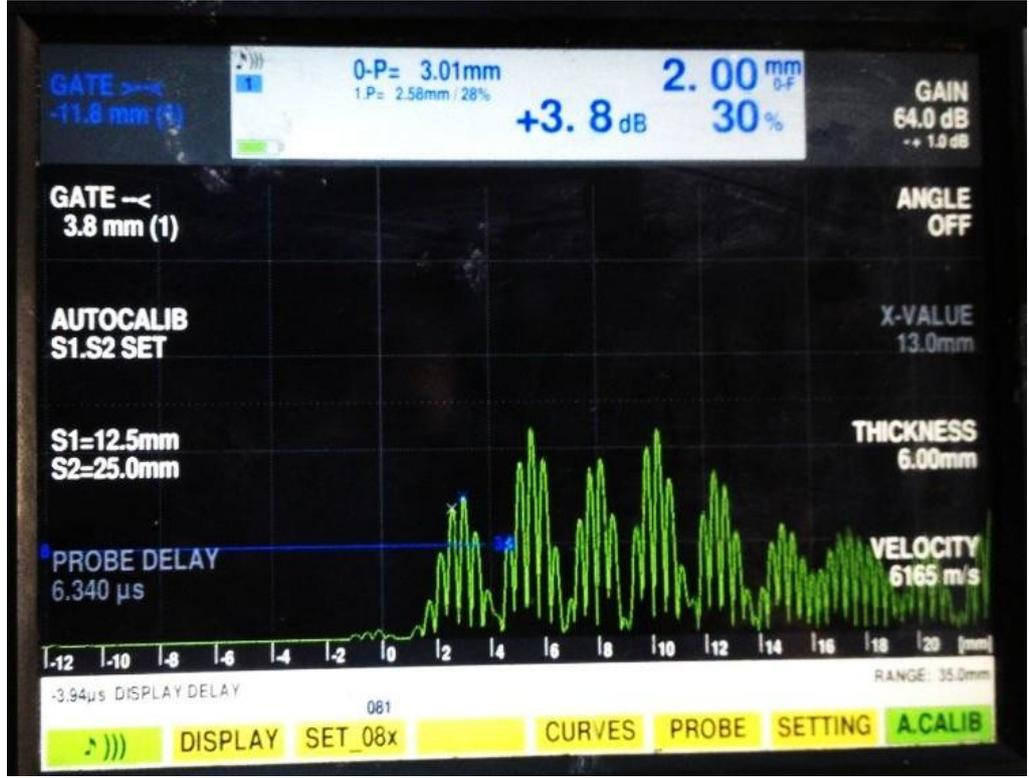 GATE >--<
-11.8 mm (1)
♪)))
1
0-P= 3.01mm
1.P= 2.58mm/28%
2.00 mm
0-F
+3.8 dB 30 %
GAIN
64.0 dB
-+ 1.0 dB
GATE --<
3.8 mm (1)
ANGLE
OFF
AUTOCALIB
S1.S2 SET
X-VALUE
13.0mm
S1=12.5mm
S2=25.0mm
THICKNESS
6.00mm
PROBE DELAY
6.340 µs
VELOCITY
6165 m/s
-12 -10 -8 -6 -4 -2 0 2 4 6 8 10 12 14 16 18 20 [mm]
-3.94µs DISPLAY DELAY
RANGE: 35.0mm
081
♪))) DISPLAY SET_08x CURVES PROBE SETTING A.CALIB